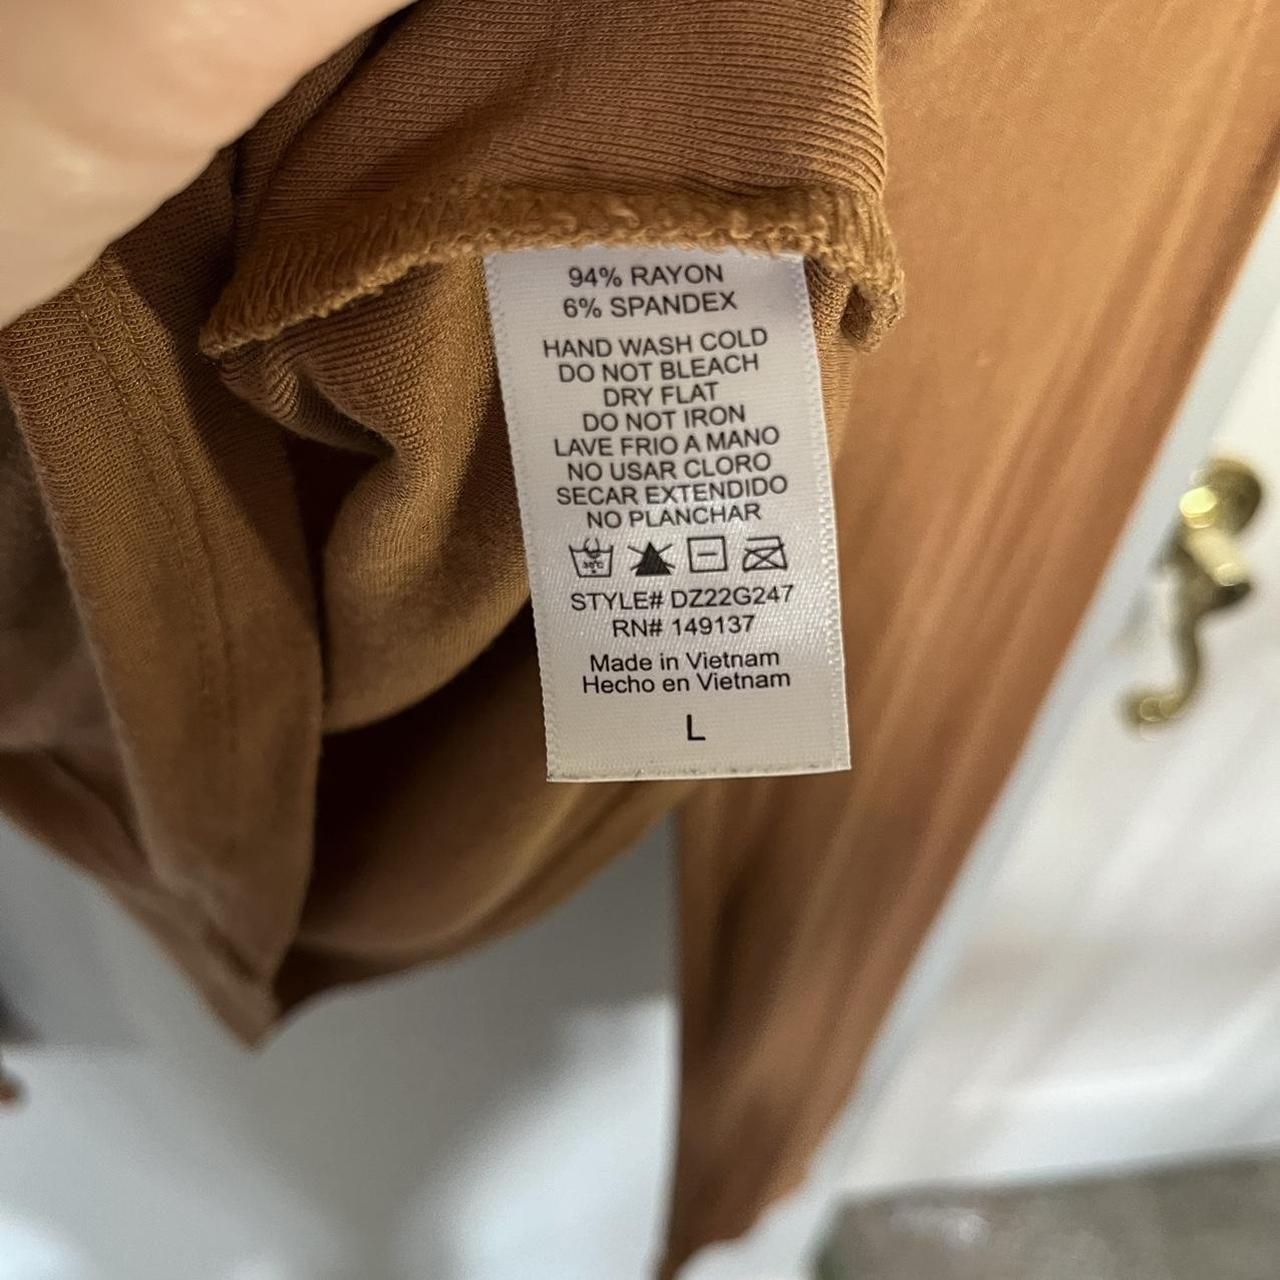 94% RAYON
6% SPANDEX
HAND WASH COLD
DO NOT BLEACH
DRY FLAT
DO NOT IRON
LAVE FRIO A MANO
NO USAR CLORO
SECAR EXTENDIDO
NO PLANCHAR
30°C
STYLE# DZ22G247
RN# 149137
Made in Vietnam
Hecho en Vietnam
L